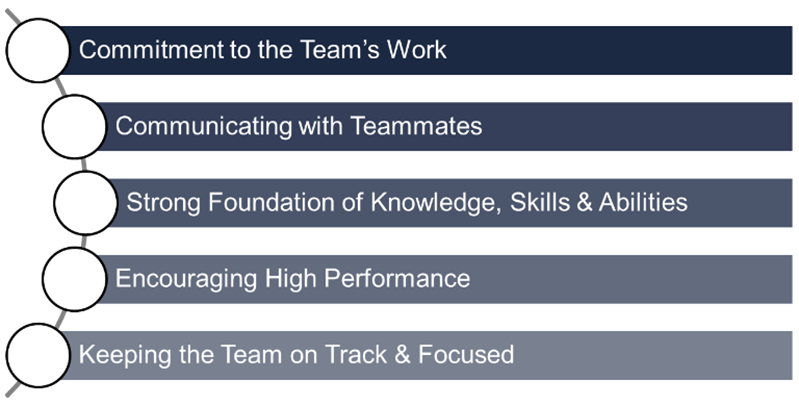 Commitment to the Team’s Work
Communicating with Teammates
Strong Foundation of Knowledge, Skills & Abilities
Encouraging High Performance
Keeping the Team on Track & Focused